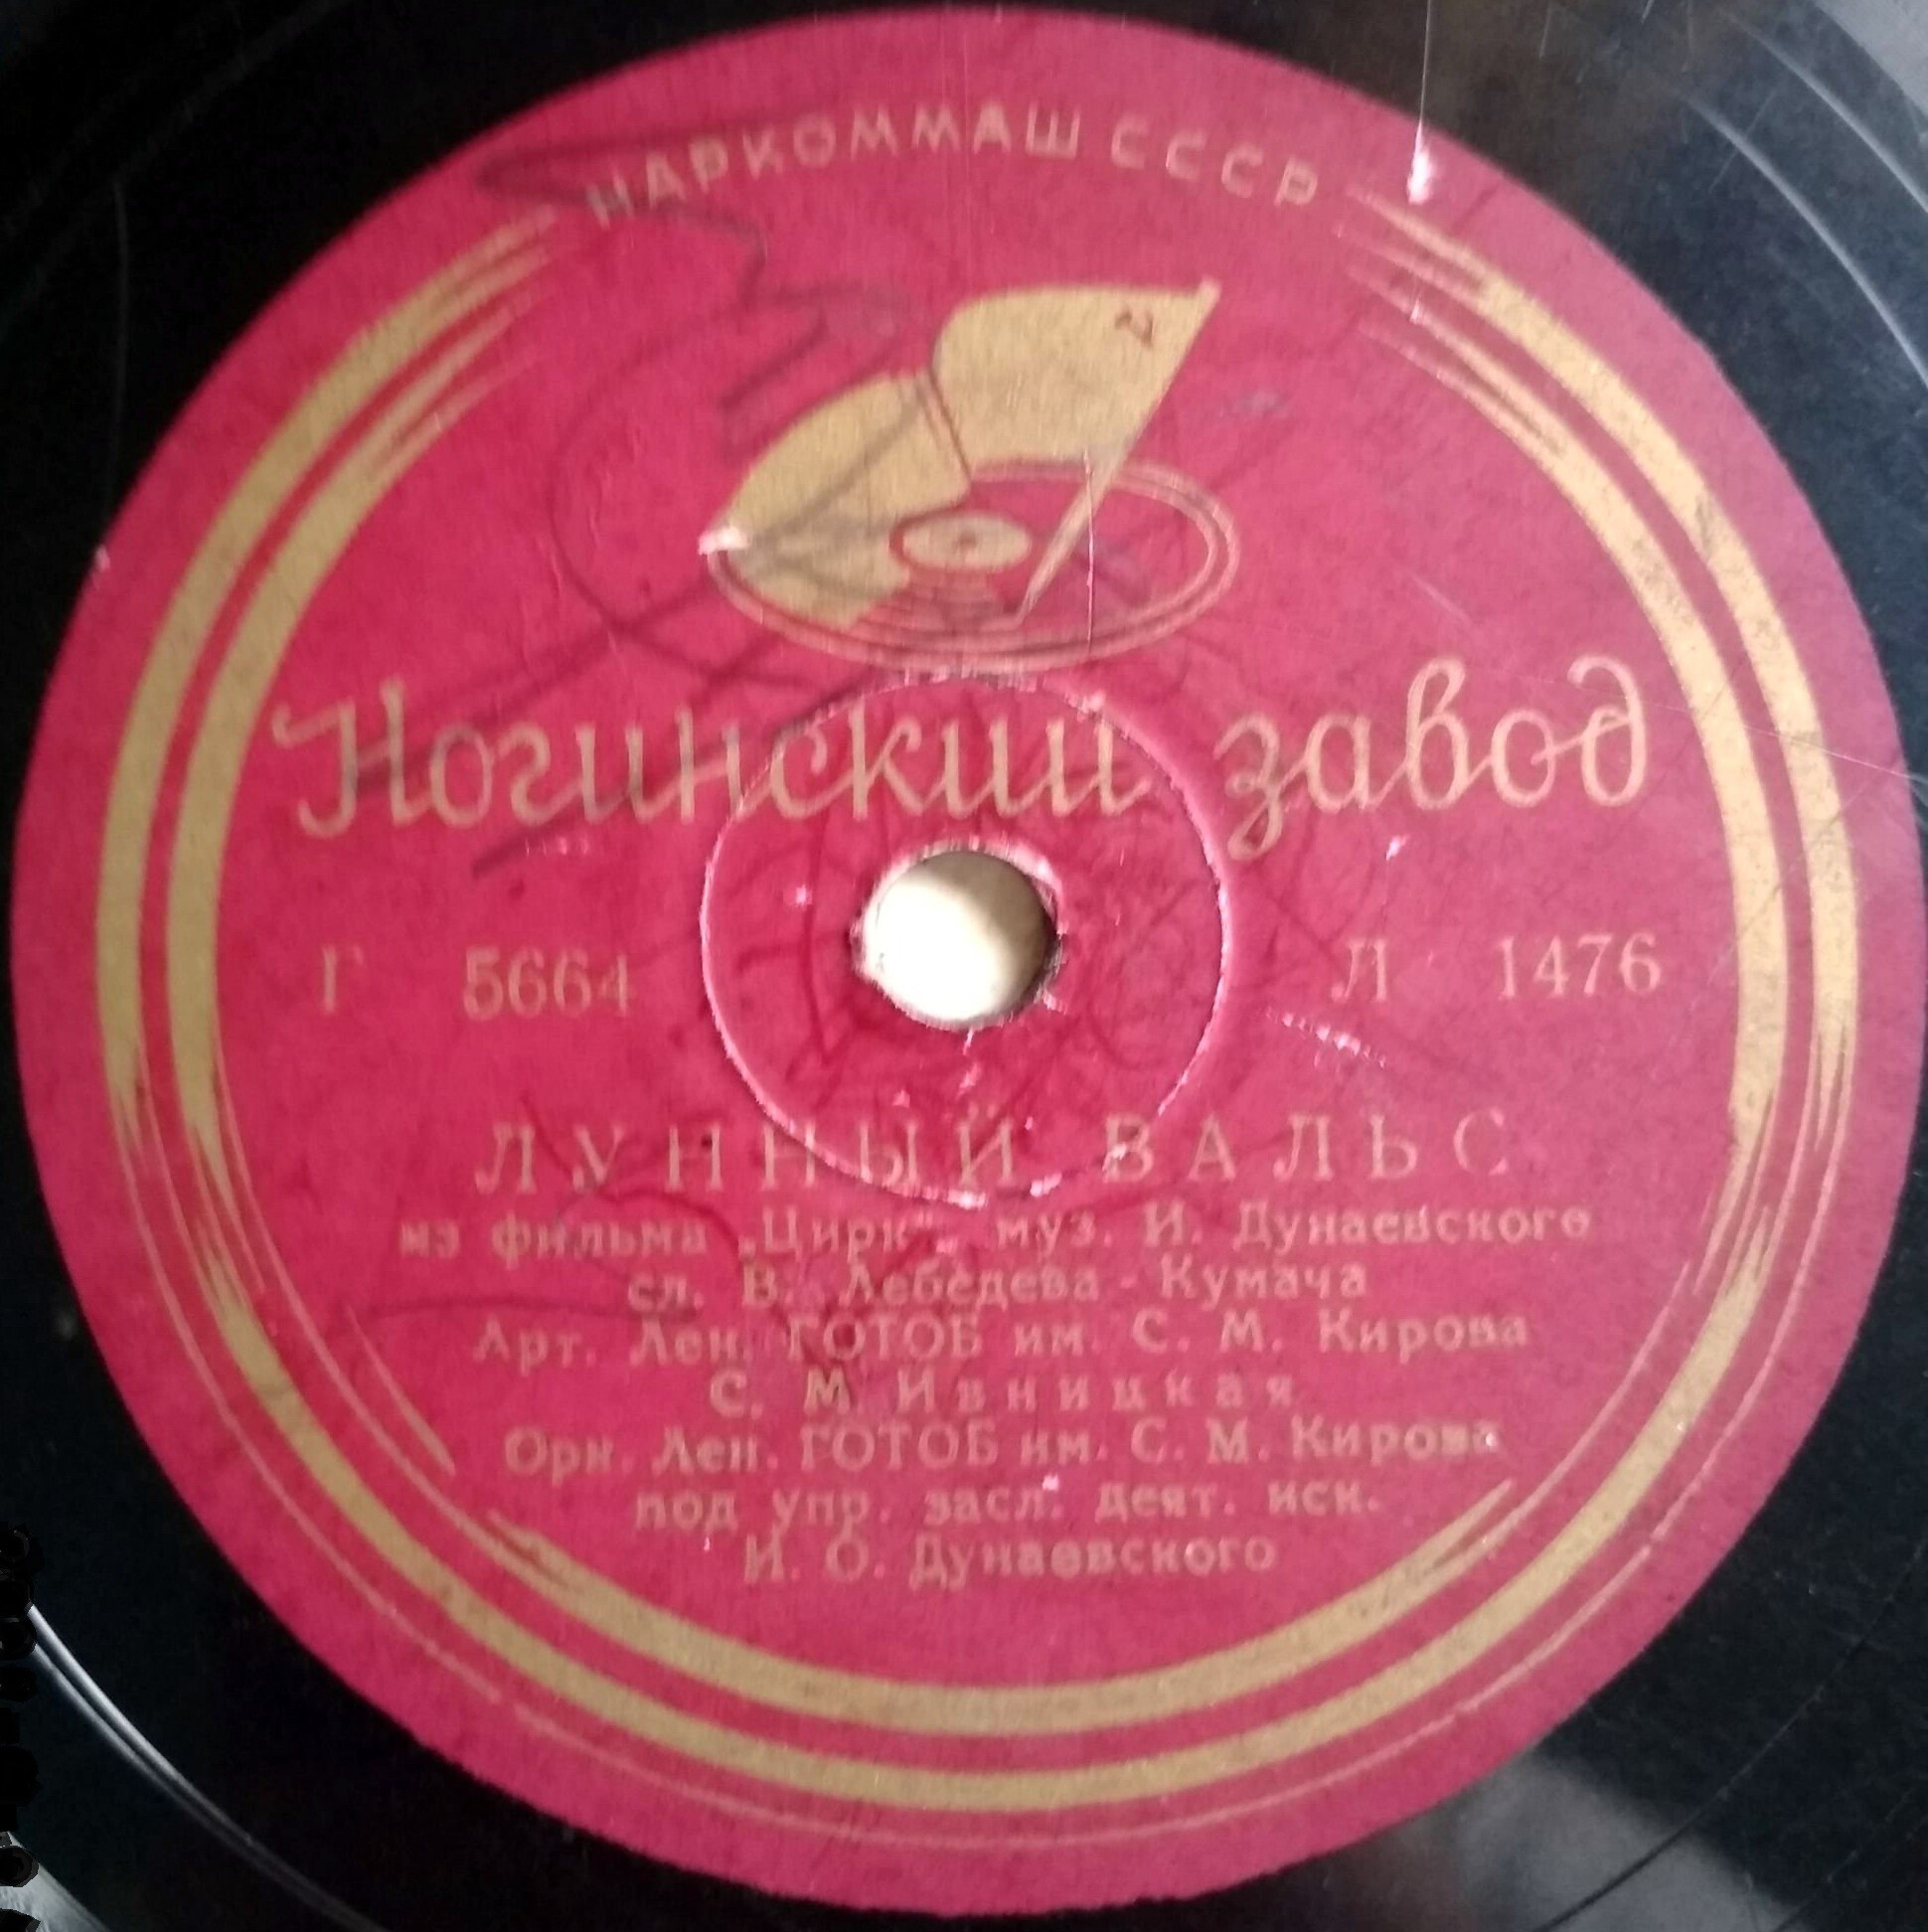 НАРКОММАШ СССР
Ногинский завод
Г 5664 Л 1476
ЛУННЫЙ ВАЛЬС
из фильма „Цирк“, муз. И. Дунаевского
сл. В. Лебедева-Кумача
Арт. Лен. ГОТОБ им. С. М. Кирова
С. М. Ивницкая
Орк. Лен. ГОТОБ им. С. М. Кирова
под упр. засл. деят. иск.
И. О. Дунаевского